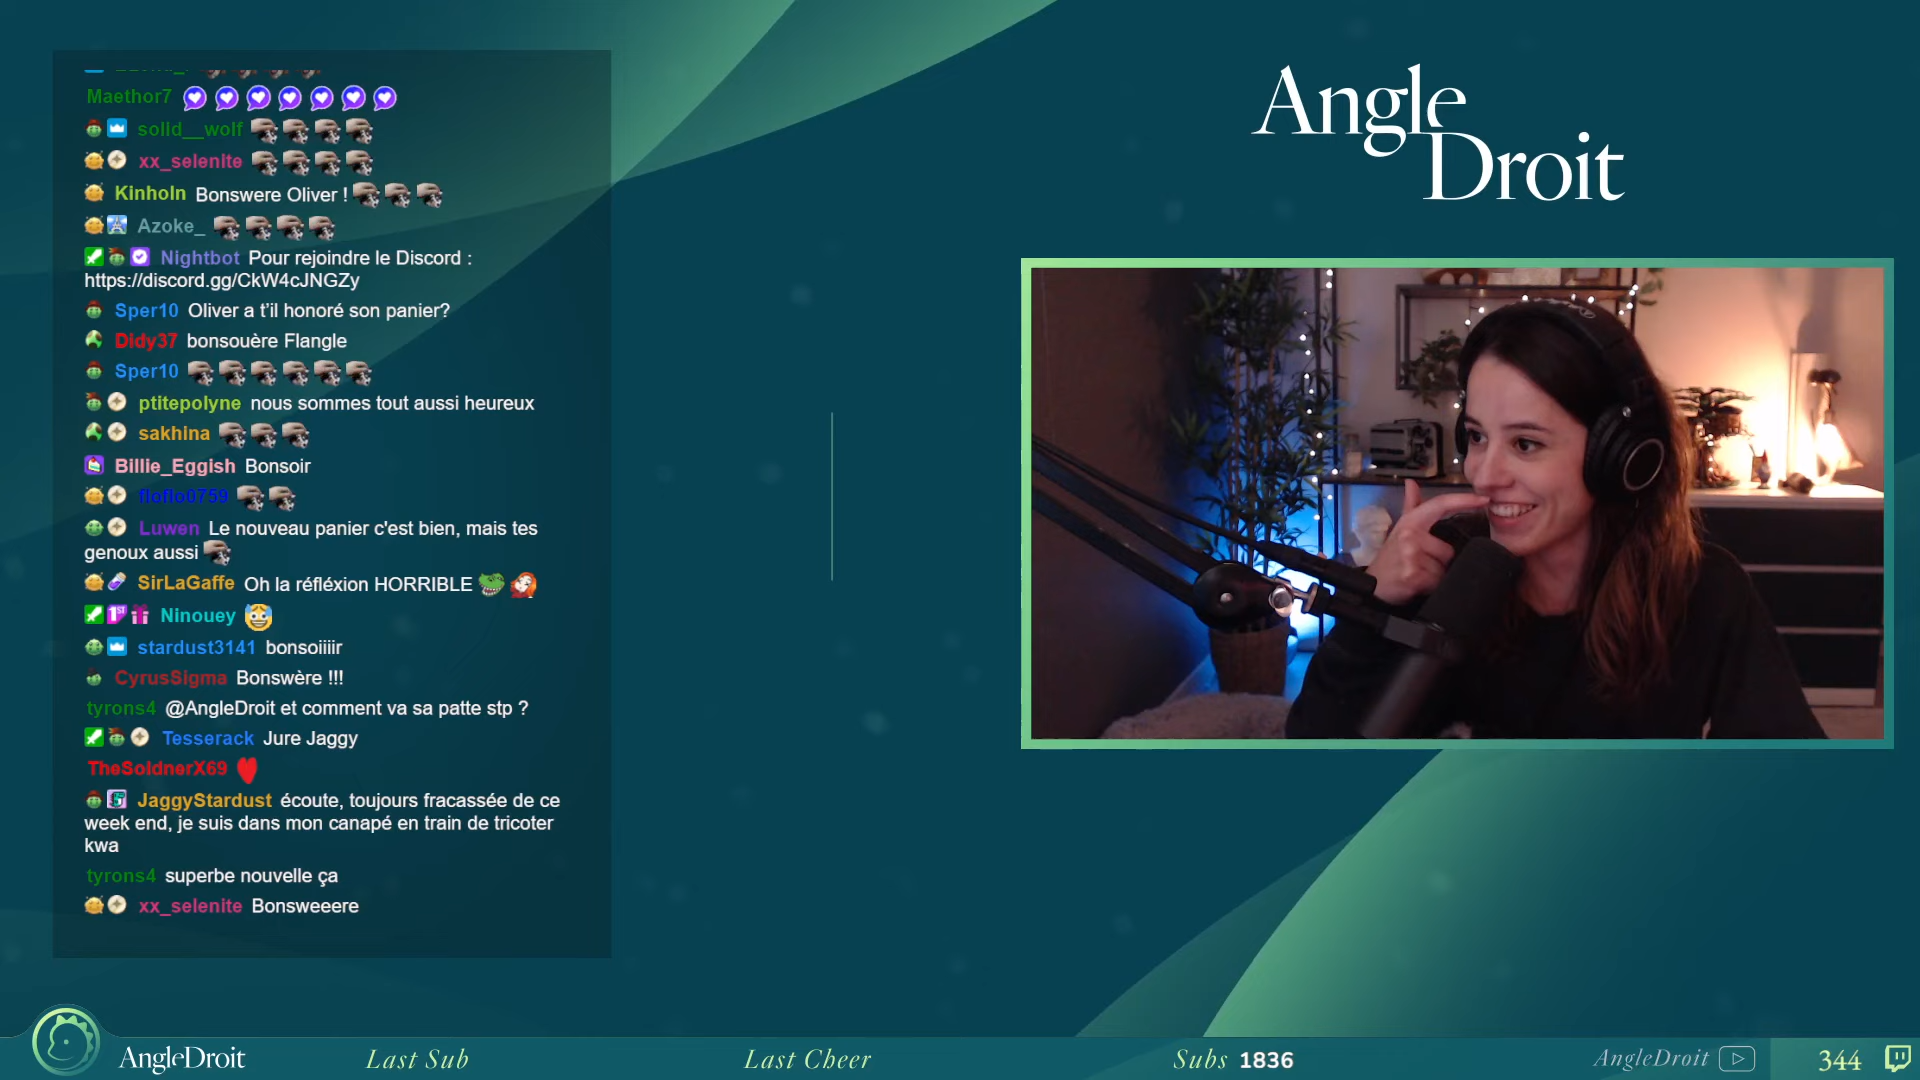 Maethor7
solid__wolf
xx_selenite
Kinholn Bonswere Oliver !
Azoke_
Nightbot Pour rejoindre le Discord :
https://discord.gg/CkW4cJNGZy
Sper10 Oliver a t'il honoré son panier?
Didy37 bonsouère Flangle
Sper10
ptitepolyne nous sommes tout aussi heureux
sakhina
Billie_Eggish Bonsoir
floflo0759
Luwen Le nouveau panier c'est bien, mais tes
genoux aussi
SirLaGaffe Oh la réfléxion HORRIBLE
1ST Ninouey
stardust3141 bonsoiiiir
CyrusSigma Bonswère !!!
tyrons4 @AngleDroit et comment va sa patte stp ?
Tesserack Jure Jaggy
TheSoldnerX69
JaggyStardust écoute, toujours fracassée de ce
week end, je suis dans mon canapé en train de tricoter
kwa
tyrons4 superbe nouvelle ça
xx_selenite Bonsweeere
Angle
Droit
AngleDroit
Last Sub
Last Cheer
Subs 1836
AngleDroit
344